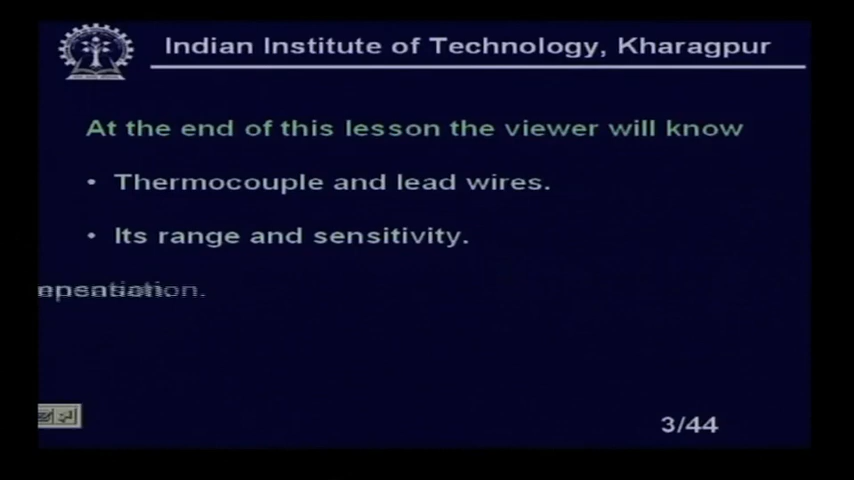 Indian Institute of Technology, Kharagpur
At the end of this lesson the viewer will know
• Thermocouple and lead wires.
• Its range and sensitivity.
3/44